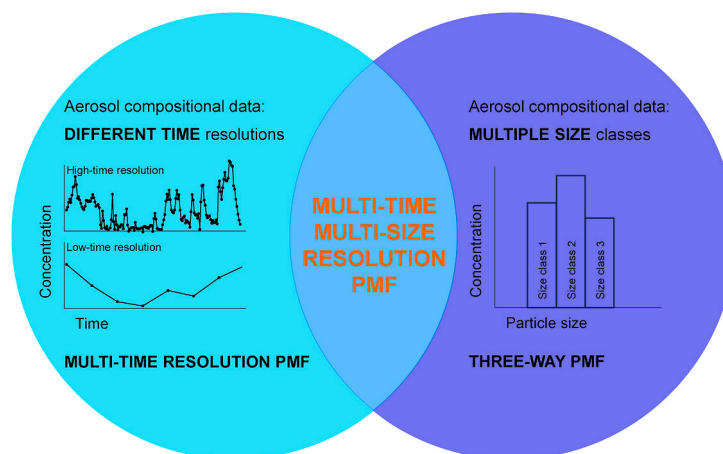 Aerosol compositional data:
DIFFERENT TIME resolutions
High-time resolution
Low-time resolution
Concentration
Time
MULTI-TIME RESOLUTION PMF
MULTI-TIME
MULTI-SIZE
RESOLUTION
PMF
Aerosol compositional data:
MULTIPLE SIZE classes
Concentration
Size class 1
Size class 2
Size class 3
Particle size
THREE-WAY PMF